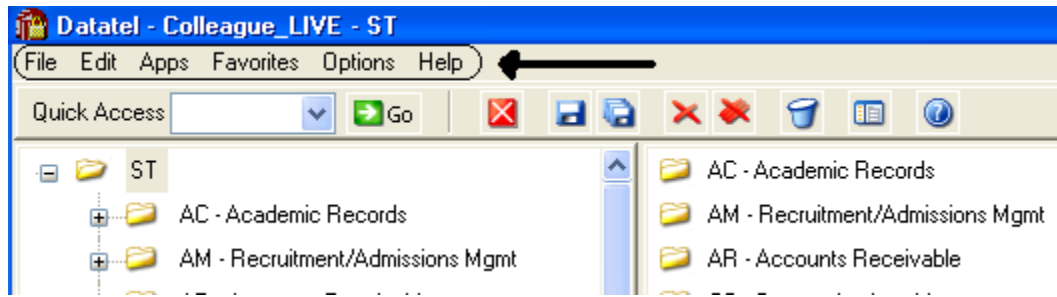 Datatel - Colleague_LIVE - ST
File Edit Apps Favorites Options Help
Quick Access Go
ST
AC - Academic Records
AM - Recruitment/Admissions Mgmt
AC - Academic Records
AM - Recruitment/Admissions Mgmt
AR - Accounts Receivable